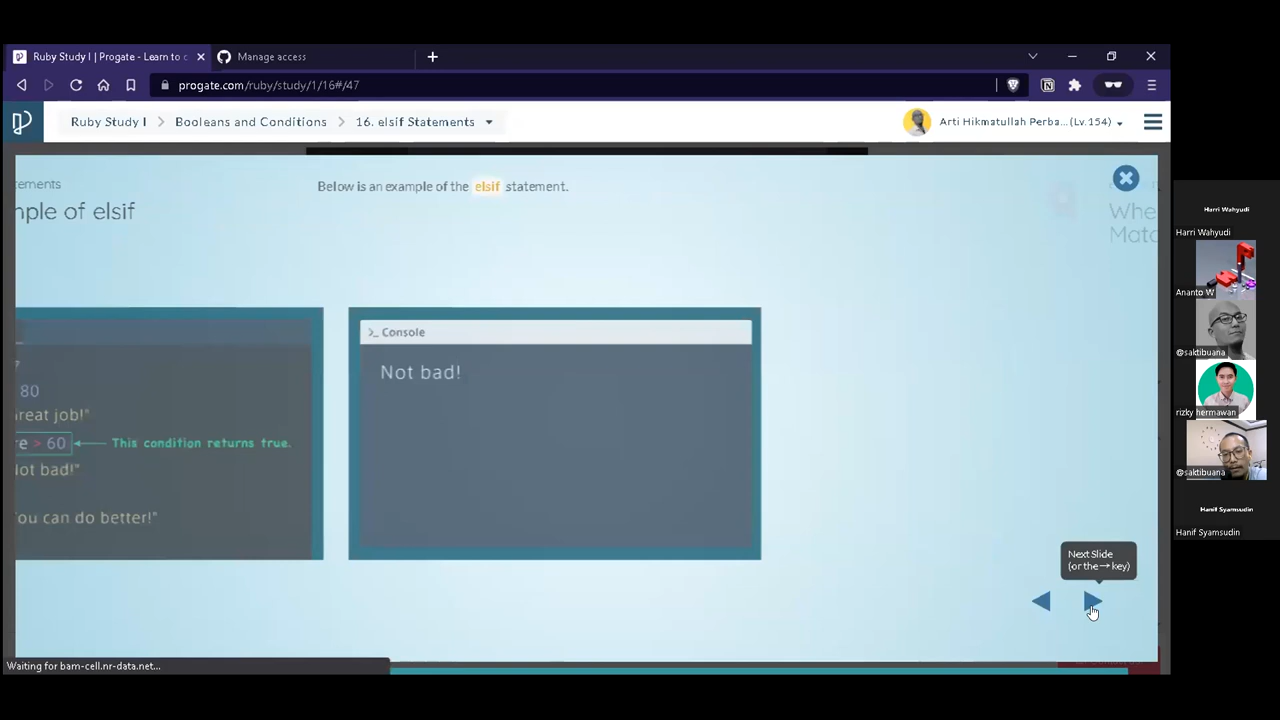 Ruby Study I | Progate - Learn to c
Manage access
progate.com/ruby/study/1/16#/47
Ruby Study I
Booleans and Conditions
16. elsif Statements
Arti Hikmatullah Perba...(Lv.154)
tements
Below is an example of the elsif statement.
mple of elsif
Whe
Matc
>_ Console
Not bad!
7
80
reat job!"
re > 60
This condition returns true.
Not bad!"
You can do better!"
Next Slide
(or the → key)
Waiting for bam-cell.nr-data.net...
Harri Wahyudi
Harri Wahyudi
Ananto W
@saktibuana
rizky hermawan
@saktibuana
Hanif Syamsudin
Hanif Syamsudin